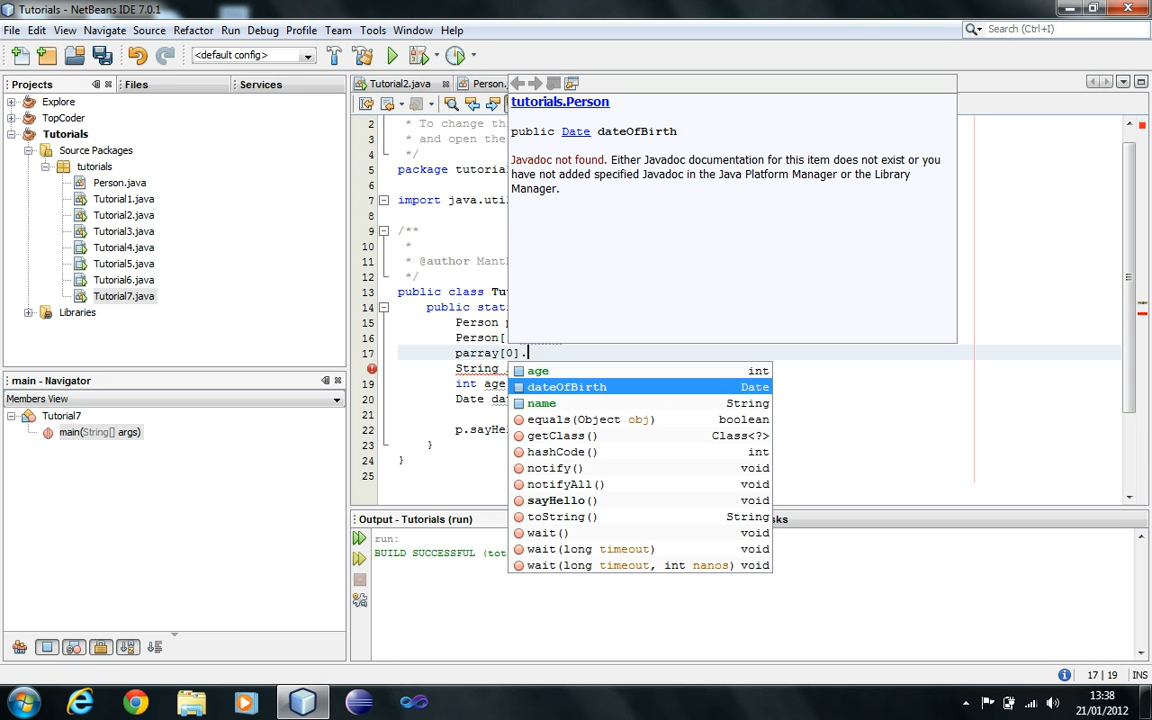 Tutorials - NetBeans IDE 7.0.1
File Edit View Navigate Source Refactor Run Debug Profile Team Tools Window Help
Search (Ctrl+I)
<default config>
Projects
Files
Services
Explore
TopCoder
Tutorials
Source Packages
tutorials
Person.java
Tutorial1.java
Tutorial2.java
Tutorial3.java
Tutorial4.java
Tutorial5.java
Tutorial6.java
Tutorial7.java
Libraries
main - Navigator
Members View
Tutorial7
main(String[] args)
Tutorial2.java
Person.
2 * To change th
3 * and open the
4 */
5 package tutorial
6
7 import java.uti
8
9 /**
10 *
11 * @author Mant
12 */
13 public class Tu
14 public stat
15 Person p
16 Person[
17 parray[0].
String
19 int age
20 Date da
21
22 p.sayHe
23 }
24 }
25
tutorials.Person
public Date dateOfBirth
Javadoc not found. Either Javadoc documentation for this item does not exist or you
have not added specified Javadoc in the Java Platform Manager or the Library
Manager.
age int
dateOfBirth Date
name String
equals(Object obj) boolean
getClass() Class<?>
hashCode() int
notify() void
notifyAll() void
sayHello() void
toString() String
wait() void
wait(long timeout) void
wait(long timeout, int nanos) void
Output - Tutorials (run)
sks
run:
BUILD SUCCESSFUL (tot
17 | 19 INS
13:38
21/01/2012